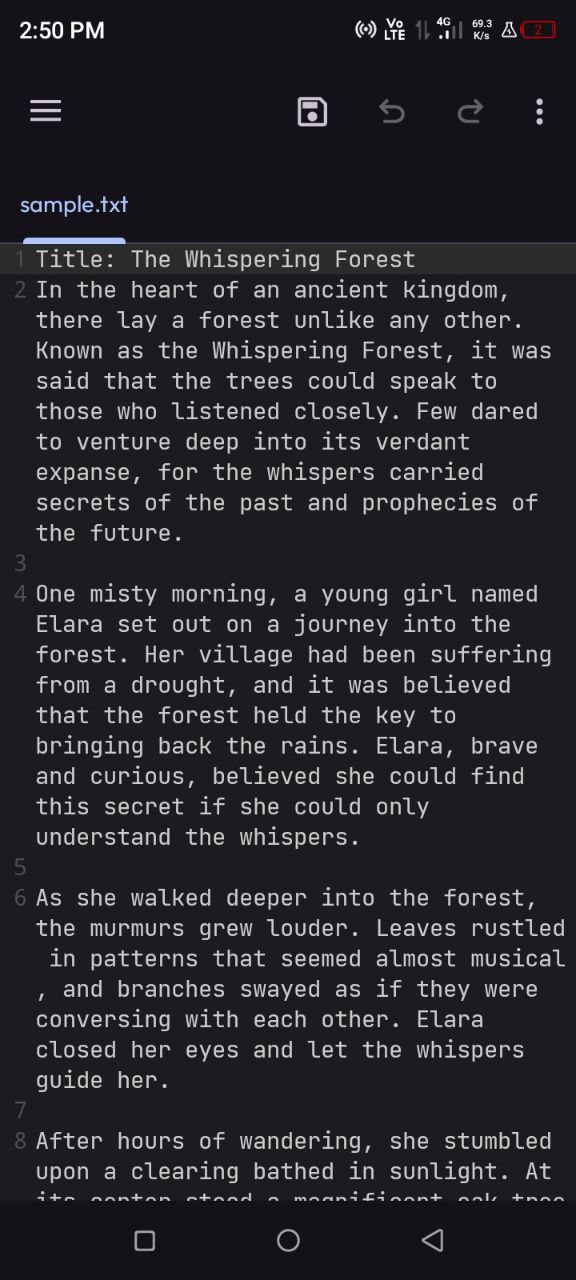 2:50 PM
Vo LTE
4G
69.3 K/s
2
sample.txt
1 Title: The Whispering Forest
2 In the heart of an ancient kingdom,
there lay a forest unlike any other.
Known as the Whispering Forest, it was
said that the trees could speak to
those who listened closely. Few dared
to venture deep into its verdant
expanse, for the whispers carried
secrets of the past and prophecies of
the future.
3
4 One misty morning, a young girl named
Elara set out on a journey into the
forest. Her village had been suffering
from a drought, and it was believed
that the forest held the key to
bringing back the rains. Elara, brave
and curious, believed she could find
this secret if she could only
understand the whispers.
5
6 As she walked deeper into the forest,
the murmurs grew louder. Leaves rustled
in patterns that seemed almost musical
, and branches swayed as if they were
conversing with each other. Elara
closed her eyes and let the whispers
guide her.
7
8 After hours of wandering, she stumbled
upon a clearing bathed in sunlight. At
its center stood a magnificent oak tree